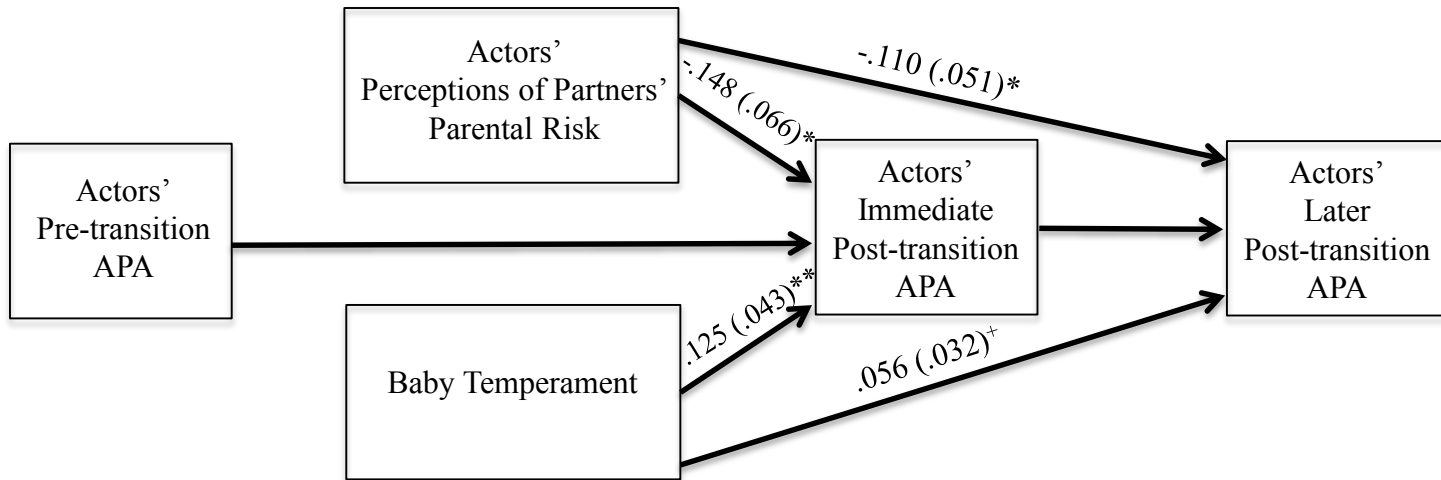 Actors’
Perceptions of Partners’
Parental Risk
-.110 (.051)*
-.148 (.066)*
Actors’
Pre-transition
APA
Actors’
Immediate
Post-transition
APA
Actors’
Later
Post-transition
APA
Baby Temperament
.125 (.043)**
.056 (.032)⁺